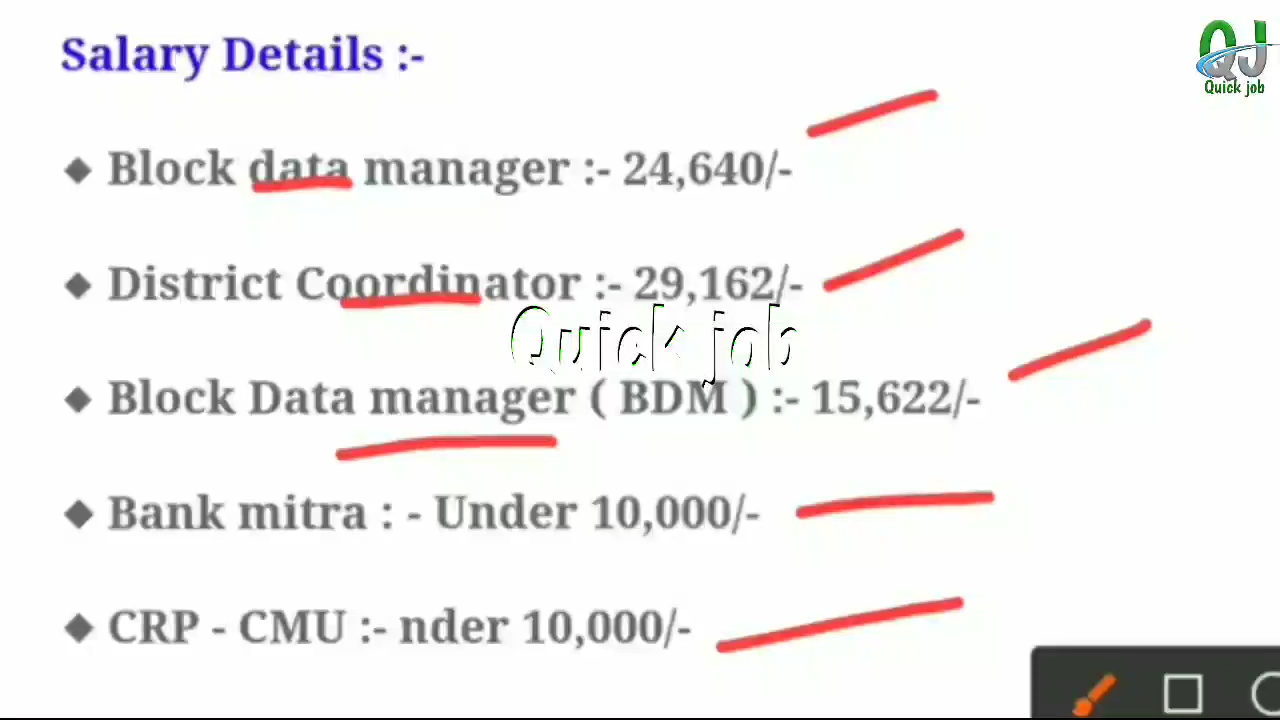 Salary Details :-
QJ
Quick job
◆ Block data manager :- 24,640/-
◆ District Coordinator :- 29,162/-
Quick job
◆ Block Data manager ( BDM ) :- 15,622/-
◆ Bank mitra : - Under 10,000/-
◆ CRP - CMU :- nder 10,000/-